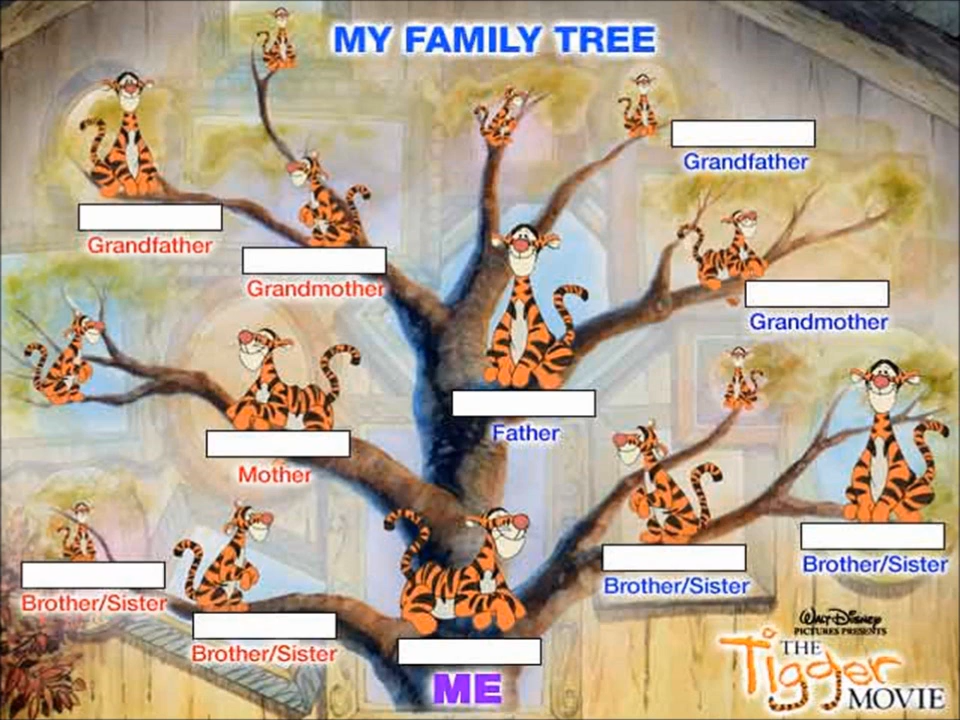 MY FAMILY TREE
Grandfather
Grandfather
Grandmother
Grandmother
Father
Mother
Brother/Sister
Brother/Sister
Brother/Sister
Brother/Sister
ME
WALT DISNEY
PICTURES PRESENTS
THE
Tigger
MOVIE